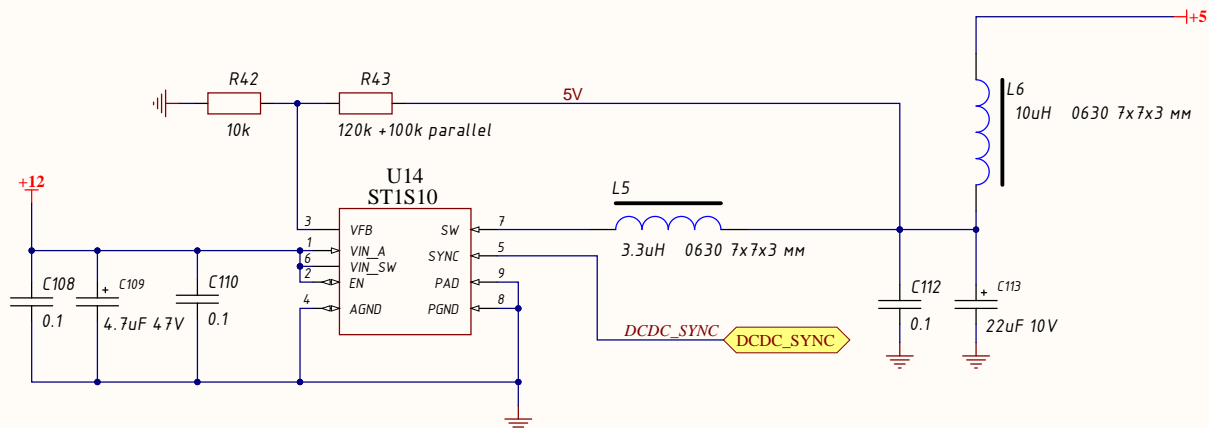 +5
R42
R43
5V
L6
10uH 0630 7x7x3 мм
10k
120k +100k parallel
U14
ST1S10
+12
L5
3 VFB SW 7
3.3uH 0630 7x7x3 мм
1 VIN_A SYNC 5
6 VIN_SW
2 EN PAD 9
4 AGND PGND 8
C108
0.1
+ C109
4.7uF 47V
C110
0.1
C112
0.1
+ C113
22uF 10V
DCDC_SYNC
DCDC_SYNC